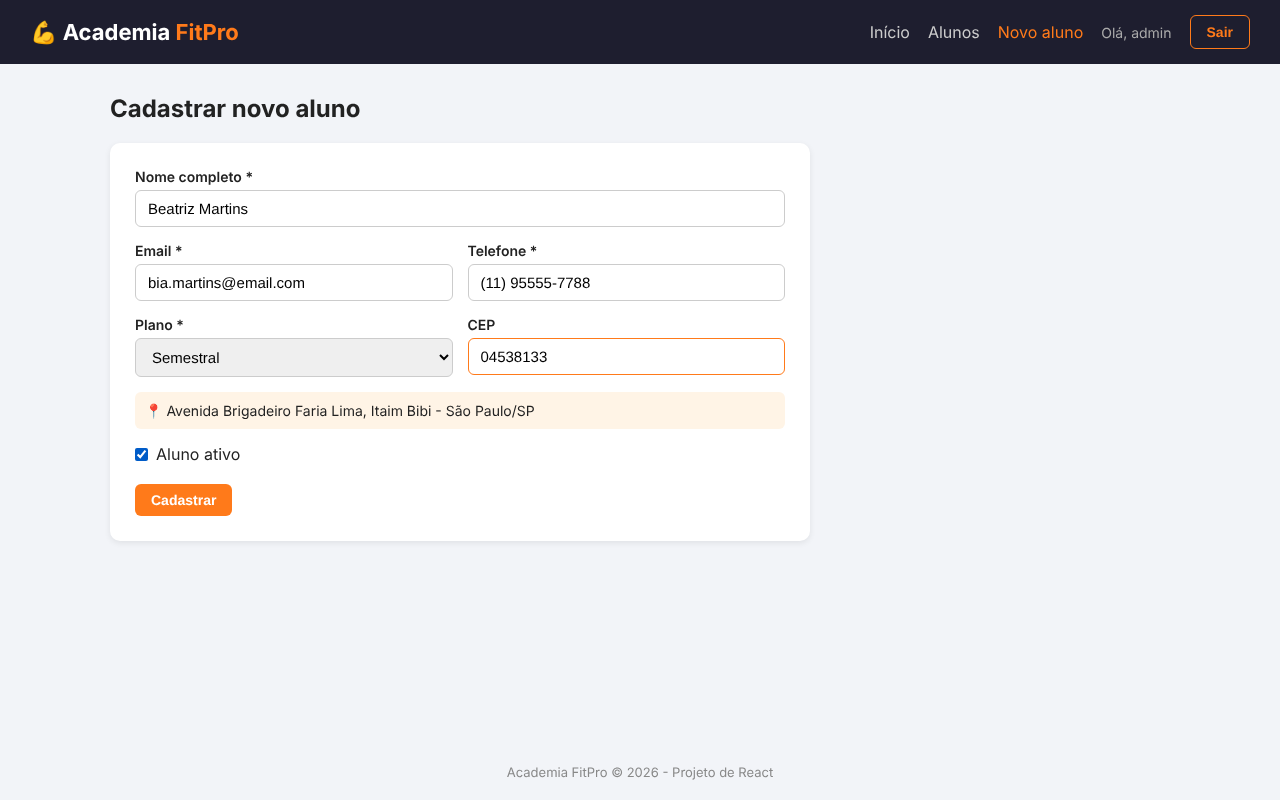 💪 Academia FitPro
Início Alunos Novo aluno Olá, admin Sair
Cadastrar novo aluno
Nome completo *
Beatriz Martins
Email * Telefone *
bia.martins@email.com (11) 95555-7788
Plano * CEP
Semestral 04538133
📍 Avenida Brigadeiro Faria Lima, Itaim Bibi - São Paulo/SP
Aluno ativo
Cadastrar
Academia FitPro © 2026 - Projeto de React